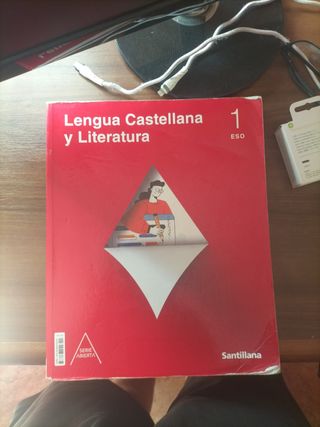 Lengua Castellana
y Literatura
1
ESO
SERIE
ABIERTA
Santillana